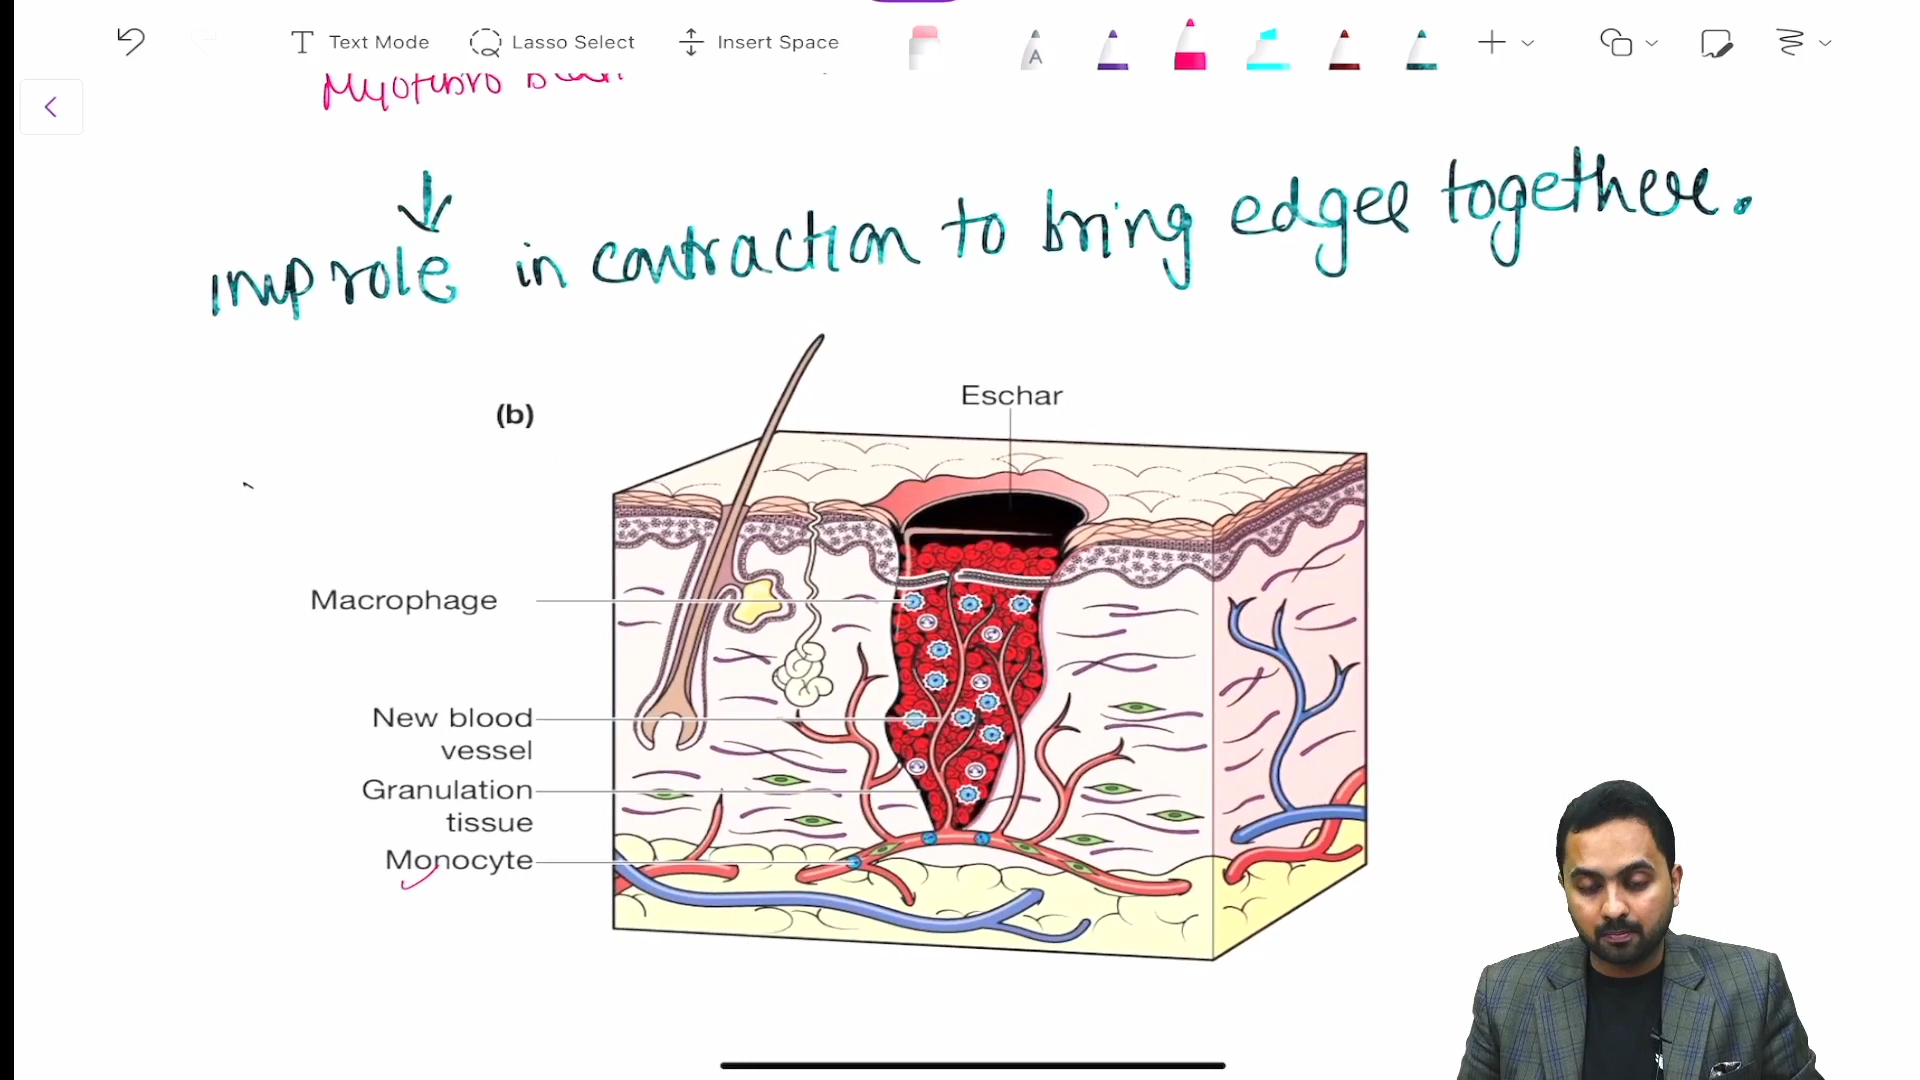 Text Mode Lasso Select Insert Space
A
Myofibro
imp role in contraction to bring edges together.
Eschar
(b)
Macrophage
New blood
vessel
Granulation
tissue
Monocyte